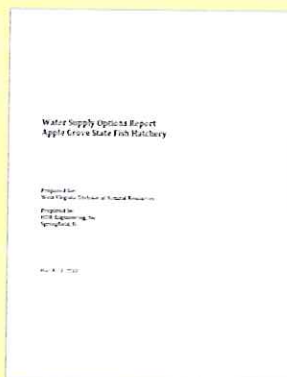 Water Supply Options Report
Apple Grove State Fish Hatchery
Prepared for:
West Virginia Division of Natural Resources
Prepared by:
HDR Engineering, Inc
Springfield, IL